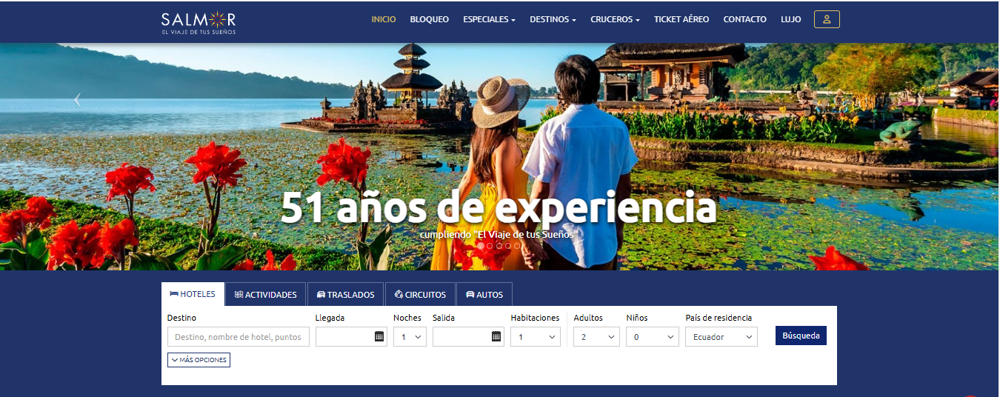 SALMOR
EL VIAJE DE TUS SUEÑOS
INICIO BLOQUEO ESPECIALES DESTINOS CRUCEROS TICKET AÉREO CONTACTO LUJO
51 años de experiencia
cumpliendo "El Viaje de tus Sueños"
HOTELES ACTIVIDADES TRASLADOS CIRCUITOS AUTOS
Destino Llegada Noches Salida Habitaciones Adultos Niños País de residencia
Destino, nombre de hotel, puntos 1 1 2 0 Ecuador Búsqueda
MÁS OPCIONES